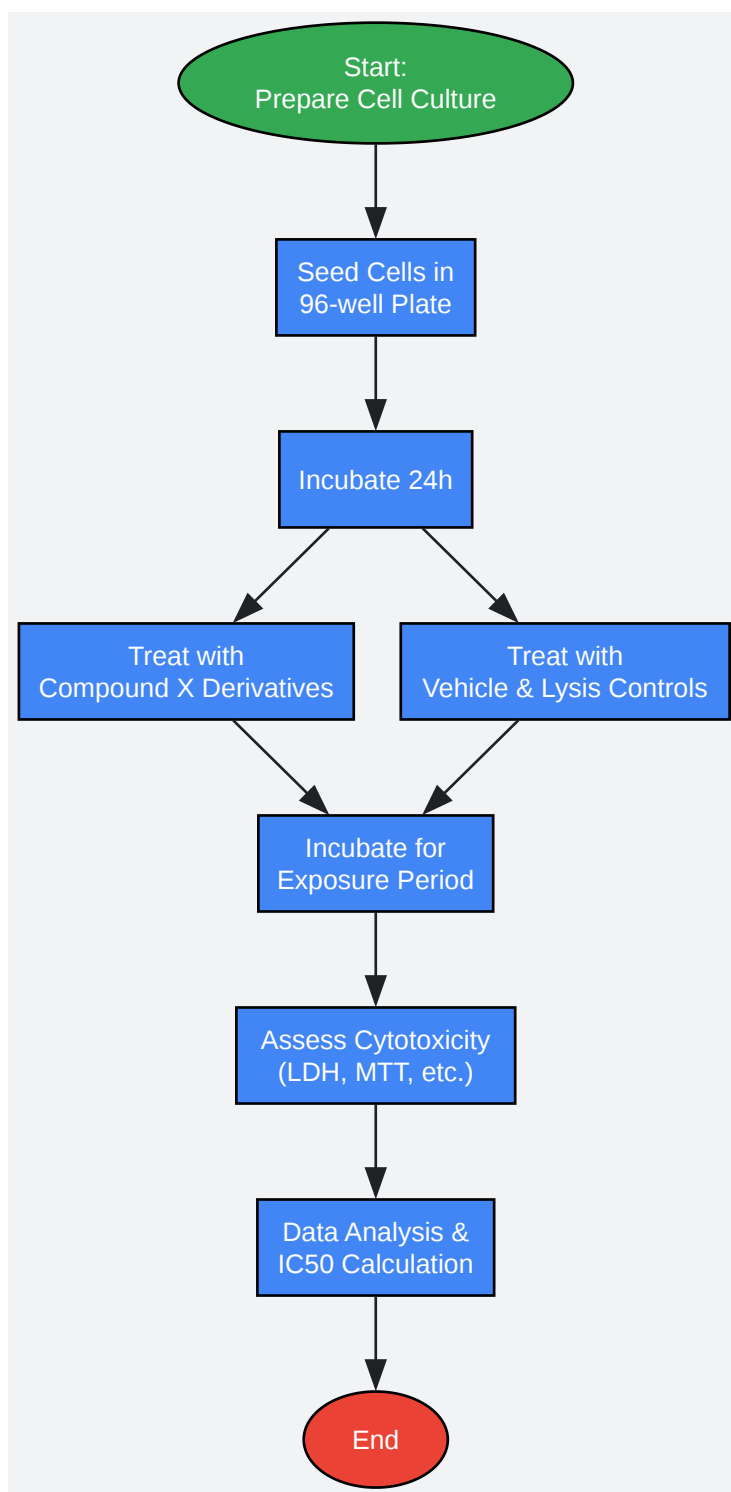 Start:
Prepare Cell Culture
Seed Cells in
96-well Plate
Incubate 24h
Treat with
Compound X Derivatives
Treat with
Vehicle & Lysis Controls
Incubate for
Exposure Period
Assess Cytotoxicity
(LDH, MTT, etc.)
Data Analysis &
IC50 Calculation
End